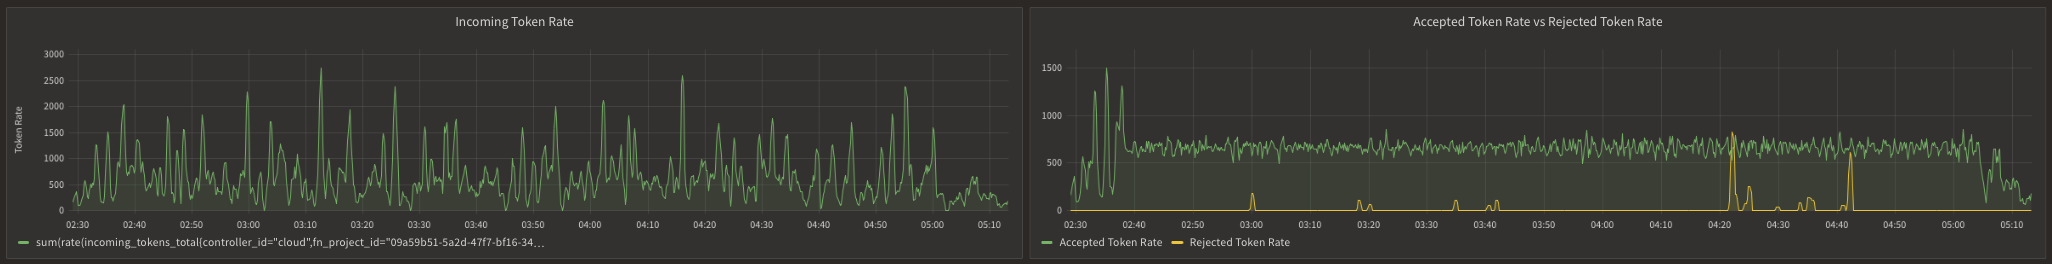 Incoming Token Rate
Token Rate
3000
2500
2000
1500
1000
500
0
02:30 02:40 02:50 03:00 03:10 03:20 03:30 03:40 03:50 04:00 04:10 04:20 04:30 04:40 04:50 05:00 05:10
sum(rate(incoming_tokens_total{controller_id="cloud",fn_project_id="09a59b51-5a2d-47f7-bf16-34...
Accepted Token Rate vs Rejected Token Rate
1500
1000
500
0
02:30 02:40 02:50 03:00 03:10 03:20 03:30 03:40 03:50 04:00 04:10 04:20 04:30 04:40 04:50 05:00 05:10
Accepted Token Rate Rejected Token Rate